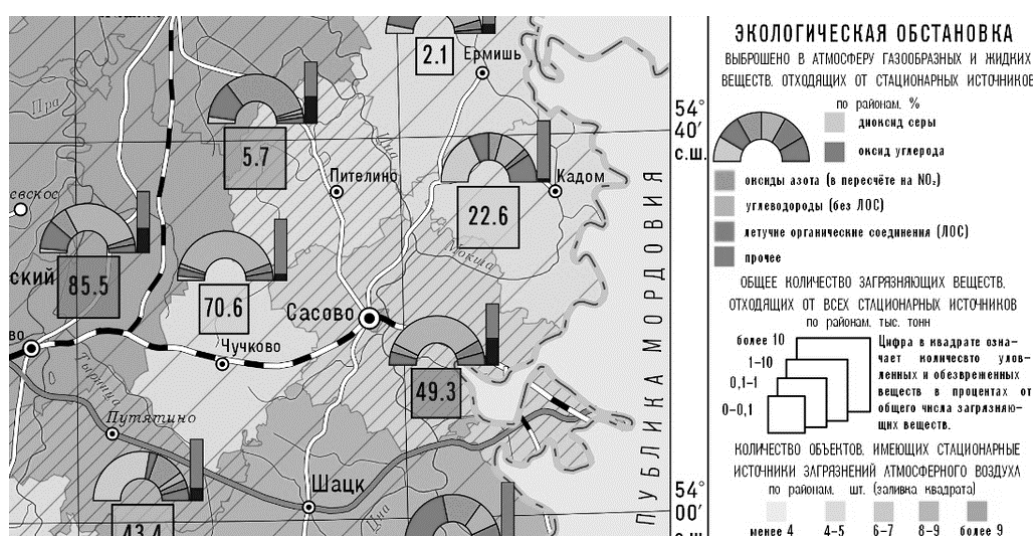 2.1
Ермишь
Пра
5.7
Цна
Пителино
Кадом
22.6
Мокша
85.5
70.6
Сасово
Чучково
49.3
Путятино
Шацк
Цна
43.4
54°
40′
с.ш.
ПУБЛИКА МОРДОВИЯ
54°
00′
ЭКОЛОГИЧЕСКАЯ ОБСТАНОВКА
ВЫБРОШЕНО В АТМОСФЕРУ ГАЗООБРАЗНЫХ И ЖИДКИХ
ВЕЩЕСТВ, ОТХОДЯЩИХ ОТ СТАЦИОНАРНЫХ ИСТОЧНИКОВ
по районам, %
диоксид серы
оксид углерода
оксиды азота (в пересчёте на NO₂)
углеводороды (без ЛОС)
летучие органические соединения (ЛОС)
прочее
ОБЩЕЕ КОЛИЧЕСТВО ЗАГРЯЗНЯЮЩИХ ВЕЩЕСТВ,
ОТХОДЯЩИХ ОТ ВСЕХ СТАЦИОНАРНЫХ ИСТОЧНИКОВ
по районам, тыс. тонн
более 10
1-10
0,1-1
0-0,1
Цифра в квадрате озна-
чает количество улов-
ленных и обезвреженных
веществ в процентах от
общего числа загрязняю-
щих веществ.
КОЛИЧЕСТВО ОБЪЕКТОВ, ИМЕЮЩИХ СТАЦИОНАРНЫЕ
ИСТОЧНИКИ ЗАГРЯЗНЕНИЙ АТМОСФЕРНОГО ВОЗДУХА
по районам, шт. (заливка квадрата)
менее 4
4-5
6-7
8-9
более 9